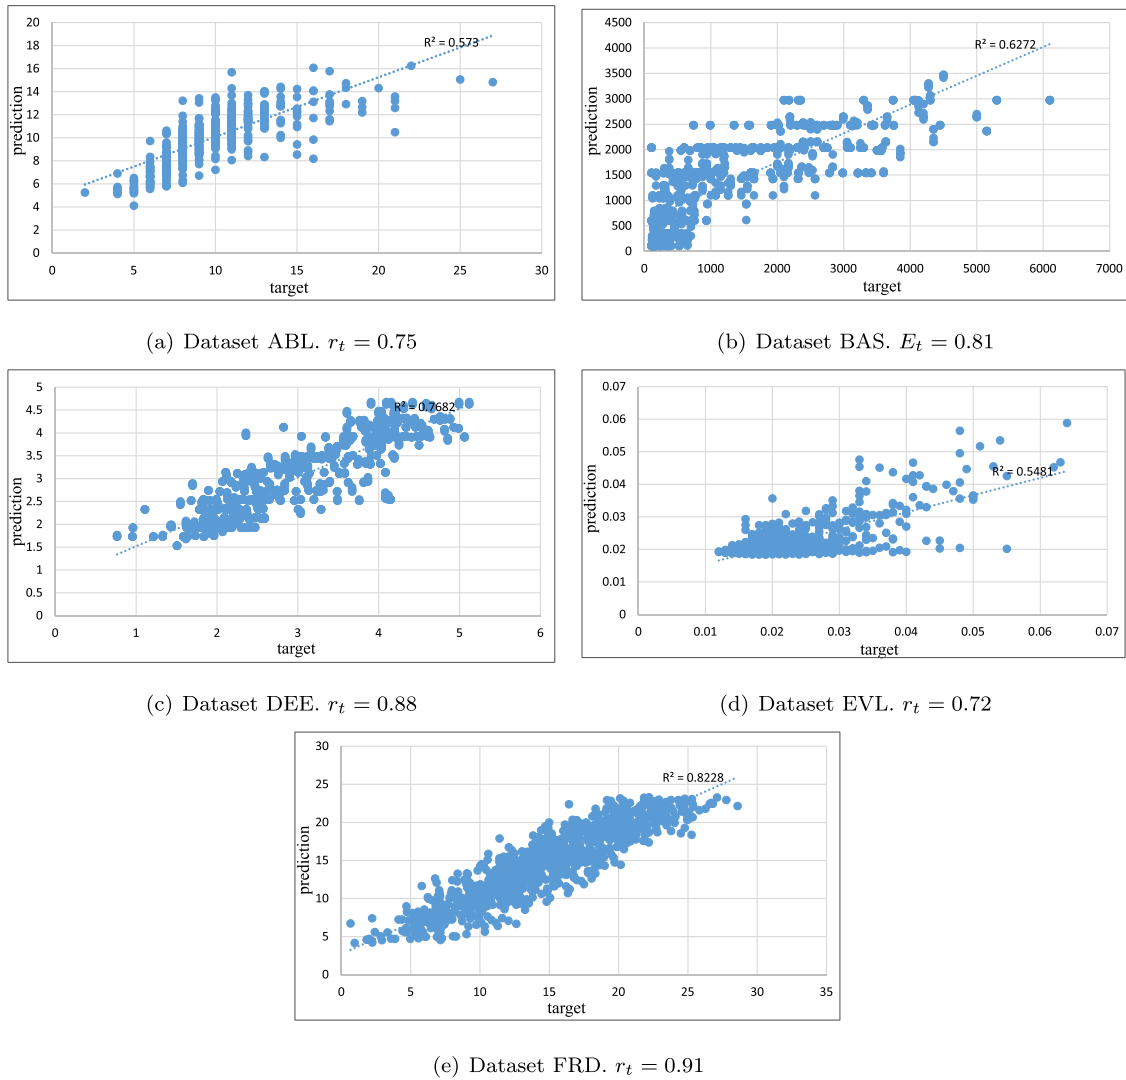 20
18
16
14
12
10
8
6
4
2
0
prediction
R² = 0.573
0 5 10 15 20 25 30
target
(a) Dataset ABL. r_t = 0.75
4500
4000
3500
3000
2500
2000
1500
1000
500
0
prediction
R² = 0.6272
0 1000 2000 3000 4000 5000 6000 7000
target
(b) Dataset BAS. E_t = 0.81
5
4.5
4
3.5
3
2.5
2
1.5
1
0.5
0
prediction
R² = 0.7682
0 1 2 3 4 5 6
target
(c) Dataset DEE. r_t = 0.88
0.07
0.06
0.05
0.04
0.03
0.02
0.01
0
prediction
R² = 0.5481
0 0.01 0.02 0.03 0.04 0.05 0.06 0.07
target
(d) Dataset EVL. r_t = 0.72
30
25
20
15
10
5
0
prediction
R² = 0.8228
0 5 10 15 20 25 30 35
target
(e) Dataset FRD. r_t = 0.91